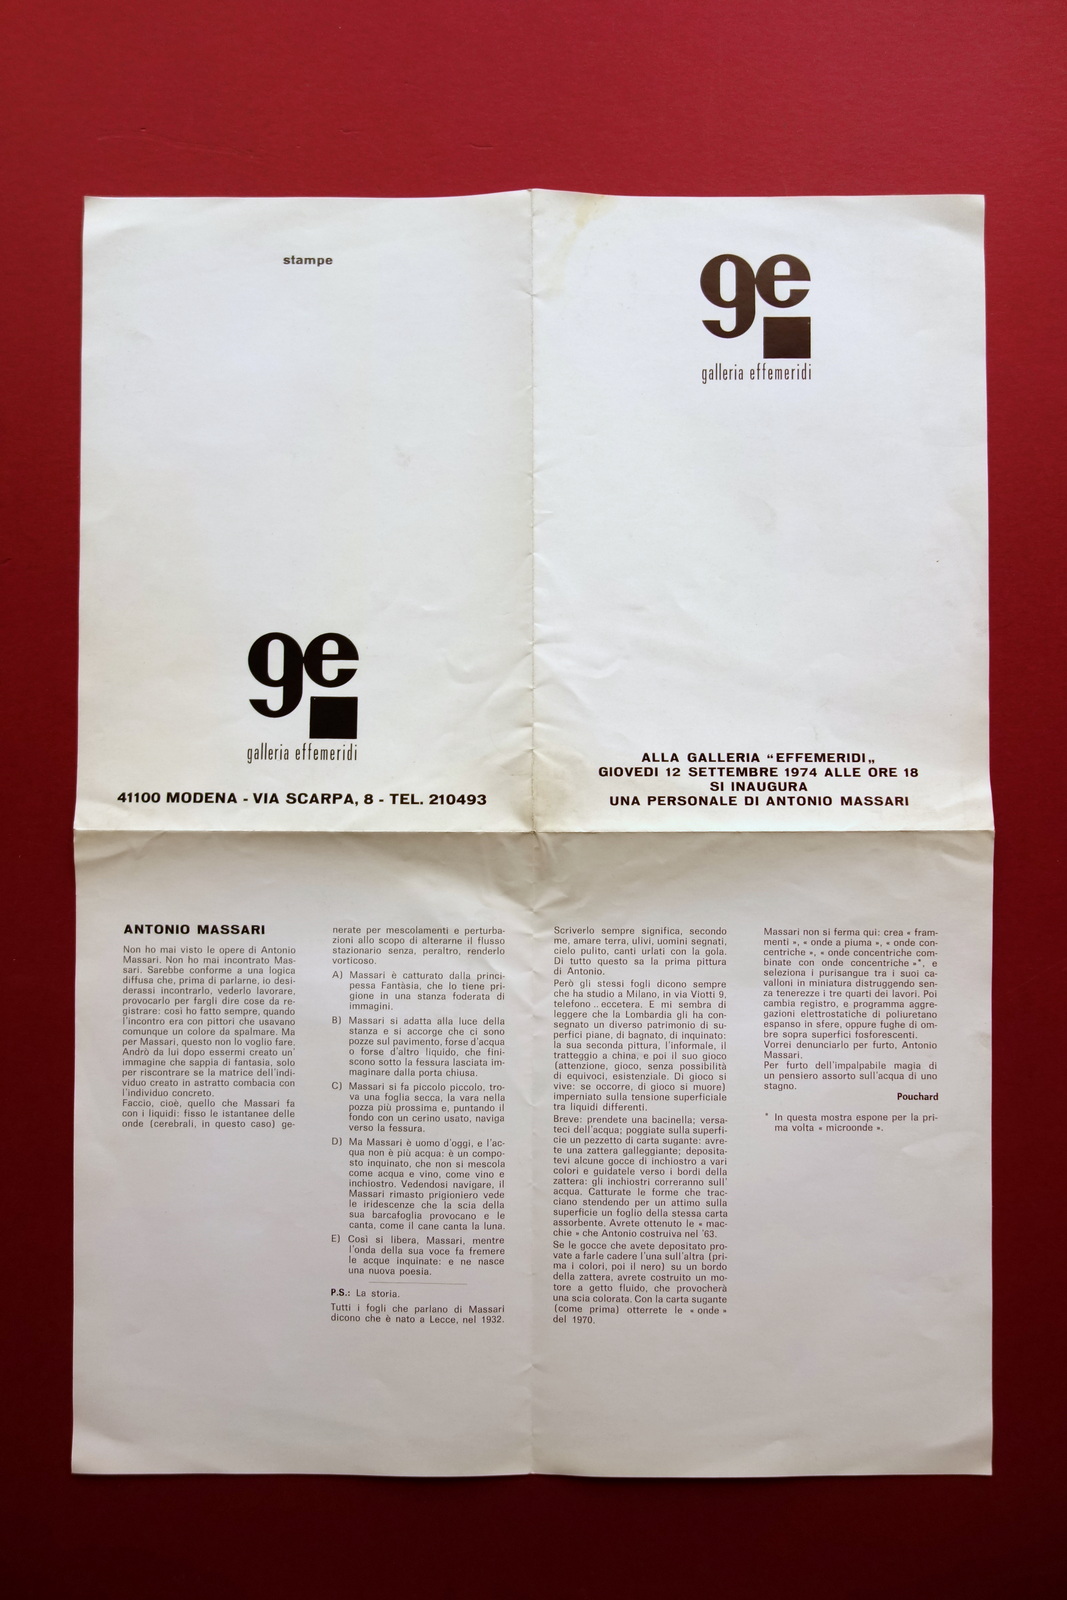 stampe
ge
galleria effemeridi
41100 MODENA - VIA SCARPA, 8 - TEL. 210493
ge
galleria effemeridi
ALLA GALLERIA “EFFEMERIDI„
GIOVEDI 12 SETTEMBRE 1974 ALLE ORE 18
SI INAUGURA
UNA PERSONALE DI ANTONIO MASSARI
ANTONIO MASSARI
Non ho mai visto le opere di Antonio
Massari. Non ho mai incontrato Mas-
sari. Sarebbe conforme a una logica
diffusa che, prima di parlarne, io desi-
derassi incontrarlo, vederlo lavorare,
provocarlo per fargli dire cose da re-
gistrare: così ho fatto sempre, quando
l'incontro era con pittori che usavano
comunque un colore da spalmare. Ma
per Massari, questo non lo voglio fare.
Andrò da lui dopo essermi creato un'
immagine che sappia di fantasia, solo
per riscontrare se la matrice dell'indi-
viduo creato in astratto combacia con
l'individuo concreto.
Faccio, cioè, quello che Massari fa
con i liquidi: fisso le istantanee delle
onde (cerebrali, in questo caso) ge-
nerate per mescolamenti e perturba-
zioni allo scopo di alterarne il flusso
stazionario senza, peraltro, renderlo
vorticoso.
A) Massari è catturato dalla princi-
pessa Fantàsia, che lo tiene pri-
gione in una stanza foderata di
immagini.
B) Massari si adatta alla luce della
stanza e si accorge che ci sono
pozze sul pavimento, forse d'acqua
o forse d'altro liquido, che fini-
scono sotto la fessura lasciata im-
maginare dalla porta chiusa.
C) Massari si fa piccolo piccolo, tro-
va una foglia secca, la vara nella
pozza più prossima e, puntando il
fondo con un cerino usato, naviga
verso la fessura.
D) Ma Massari è uomo d'oggi, e l'ac-
qua non è più acqua: è un compo-
sto inquinato, che non si mescola
come acqua e vino, come vino e
inchiostro. Vedendosi navigare, il
Massari rimasto prigioniero vede
le iridescenze che la scia della
sua barcafoglia provocano e le
canta, come il cane canta la luna.
E) Così si libera, Massari, mentre
l'onda della sua voce fa fremere
le acque inquinate: e ne nasce
una nuova poesia.
P.S.: La storia.
Tutti i fogli che parlano di Massari
dicono che è nato a Lecce, nel 1932.
Scriverlo sempre significa, secondo
me, amare terra, ulivi, uomini segnati,
cielo pulito, canti urlati con la gola.
Di tutto questo sa la prima pittura
di Antonio.
Però gli stessi fogli dicono sempre
che ha studio a Milano, in via Viotti 9,
telefono .. eccetera. E mi sembra di
leggere che la Lombardia gli ha con-
segnato un diverso patrimonio di su-
perfici piane, di bagnato, di inquinato:
la sua seconda pittura, l'informale, il
tratteggio a china, e poi il suo gioco
(attenzione, gioco, senza possibilità
di equivoci, esistenziale. Di gioco si
vive: se occorre, di gioco si muore)
imperniato sulla tensione superficiale
tra liquidi differenti.
Breve: prendete una bacinella; versa-
teci dell'acqua; poggiate sulla superfi-
cie un pezzetto di carta sugante: avre-
te una zattera galleggiante; deposita-
tevi alcune gocce di inchiostro a vari
colori e guidatele verso i bordi della
zattera: gli inchiostri correranno sull'
acqua. Catturate le forme che trac-
ciano stendendo per un attimo sulla
superficie un foglio della stessa carta
assorbente. Avrete ottenuto le « mac-
chie » che Antonio costruiva nel '63.
Se le gocce che avete depositato pro-
vate a farle cadere l'una sull'altra (pri-
ma i colori, poi il nero) su un bordo
della zattera, avrete costruito un mo-
tore a getto fluido, che provocherà
una scia colorata. Con la carta sugante
(come prima) otterrete le « onde »
del 1970.
Massari non si ferma qui: crea « fram-
menti », « onde a piuma », « onde con-
centriche », « onde concentriche com-
binate con onde concentriche »*, e
seleziona i purisangue tra i suoi ca-
valloni in miniatura distruggendo sen-
za tenerezze i tre quarti dei lavori. Poi
cambia registro, e programma aggre-
gazioni elettrostatiche di poliuretano
espanso in sfere, oppure fughe di om-
bre sopra superfici fosforescenti.
Vorrei denunciarlo per furto, Antonio
Massari.
Per furto dell'impalpabile magia di
un pensiero assorto sull'acqua di uno
stagno.
Pouchard
* In questa mostra espone per la pri-
ma volta « microonde ».